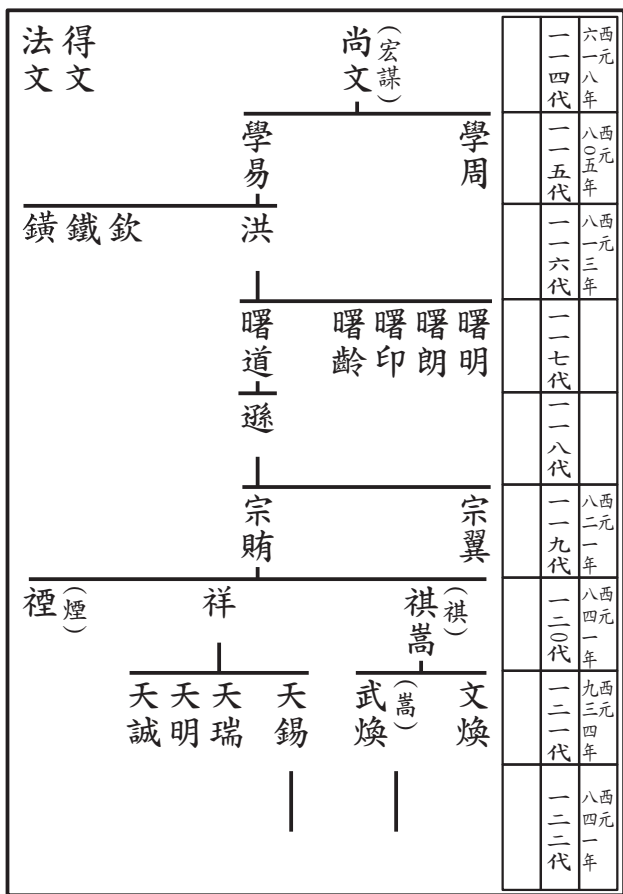 西元六一八年
一一四代
尚文
(宏謀)
得文
法文
西元八〇五年
一一五代
學周
學易
西元八一三年
一一六代
洪
欽
鐵
鐄
一一七代
曙明
曙朗
曙印
曙齡
曙道
一一八代
遜
西元八二一年
一一九代
宗翼
宗賄
西元八四一年
一二〇代
(祺)
祺嵩
祥
(煙)
禋
西元九三四年
一二一代
文煥
(嵩)
武煥
天錫
天瑞
天明
天誠
西元八四一年
一二二代